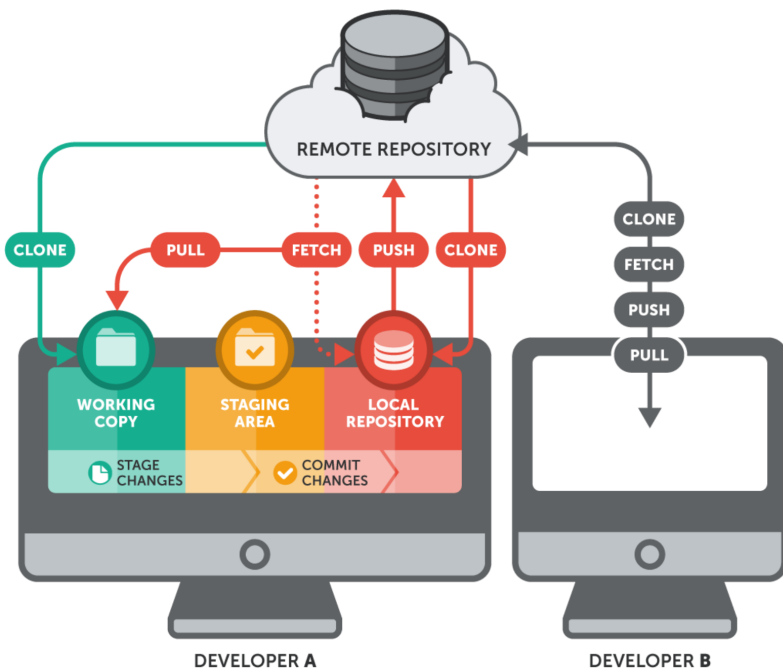 REMOTE REPOSITORY
CLONE
PULL
FETCH
PUSH
CLONE
CLONE
FETCH
PUSH
PULL
WORKING
COPY
STAGING
AREA
LOCAL
REPOSITORY
STAGE
CHANGES
COMMIT
CHANGES
DEVELOPER A
DEVELOPER B